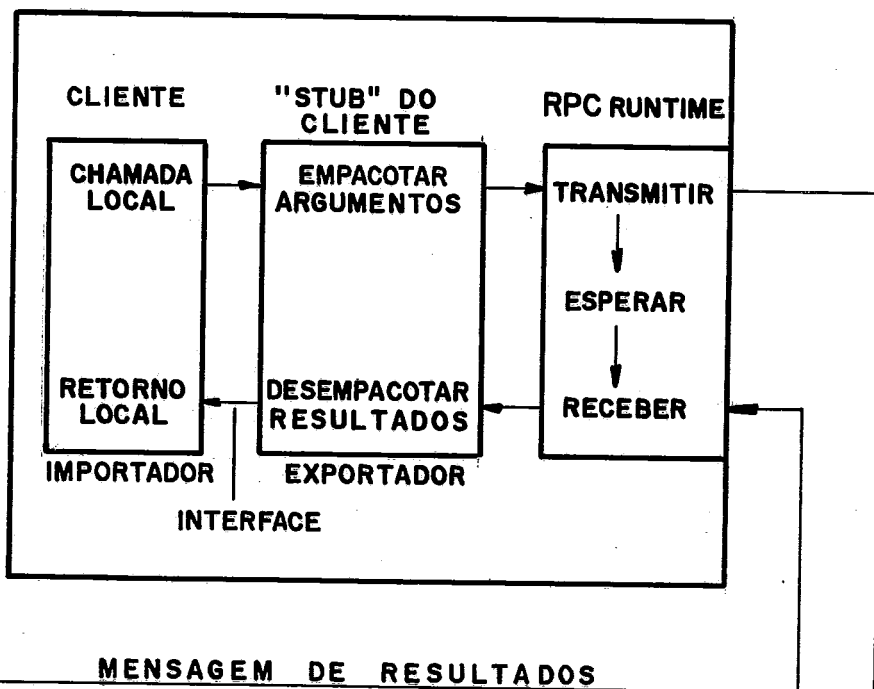 CLIENTE
"STUB" DO
CLIENTE
RPC RUNTIME
CHAMADA
LOCAL
EMPACOTAR
ARGUMENTOS
TRANSMITIR
ESPERAR
RETORNO
LOCAL
DESEMPACOTAR
RESULTADOS
RECEBER
IMPORTADOR
EXPORTADOR
INTERFACE
MENSAGEM DE RESULTADOS